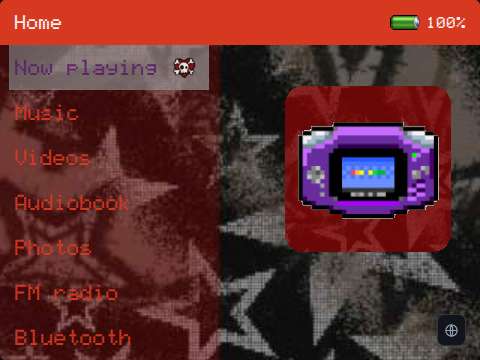 Home
100%
Now playing
Music
Videos
Audiobook
Photos
FM radio
Bluetooth